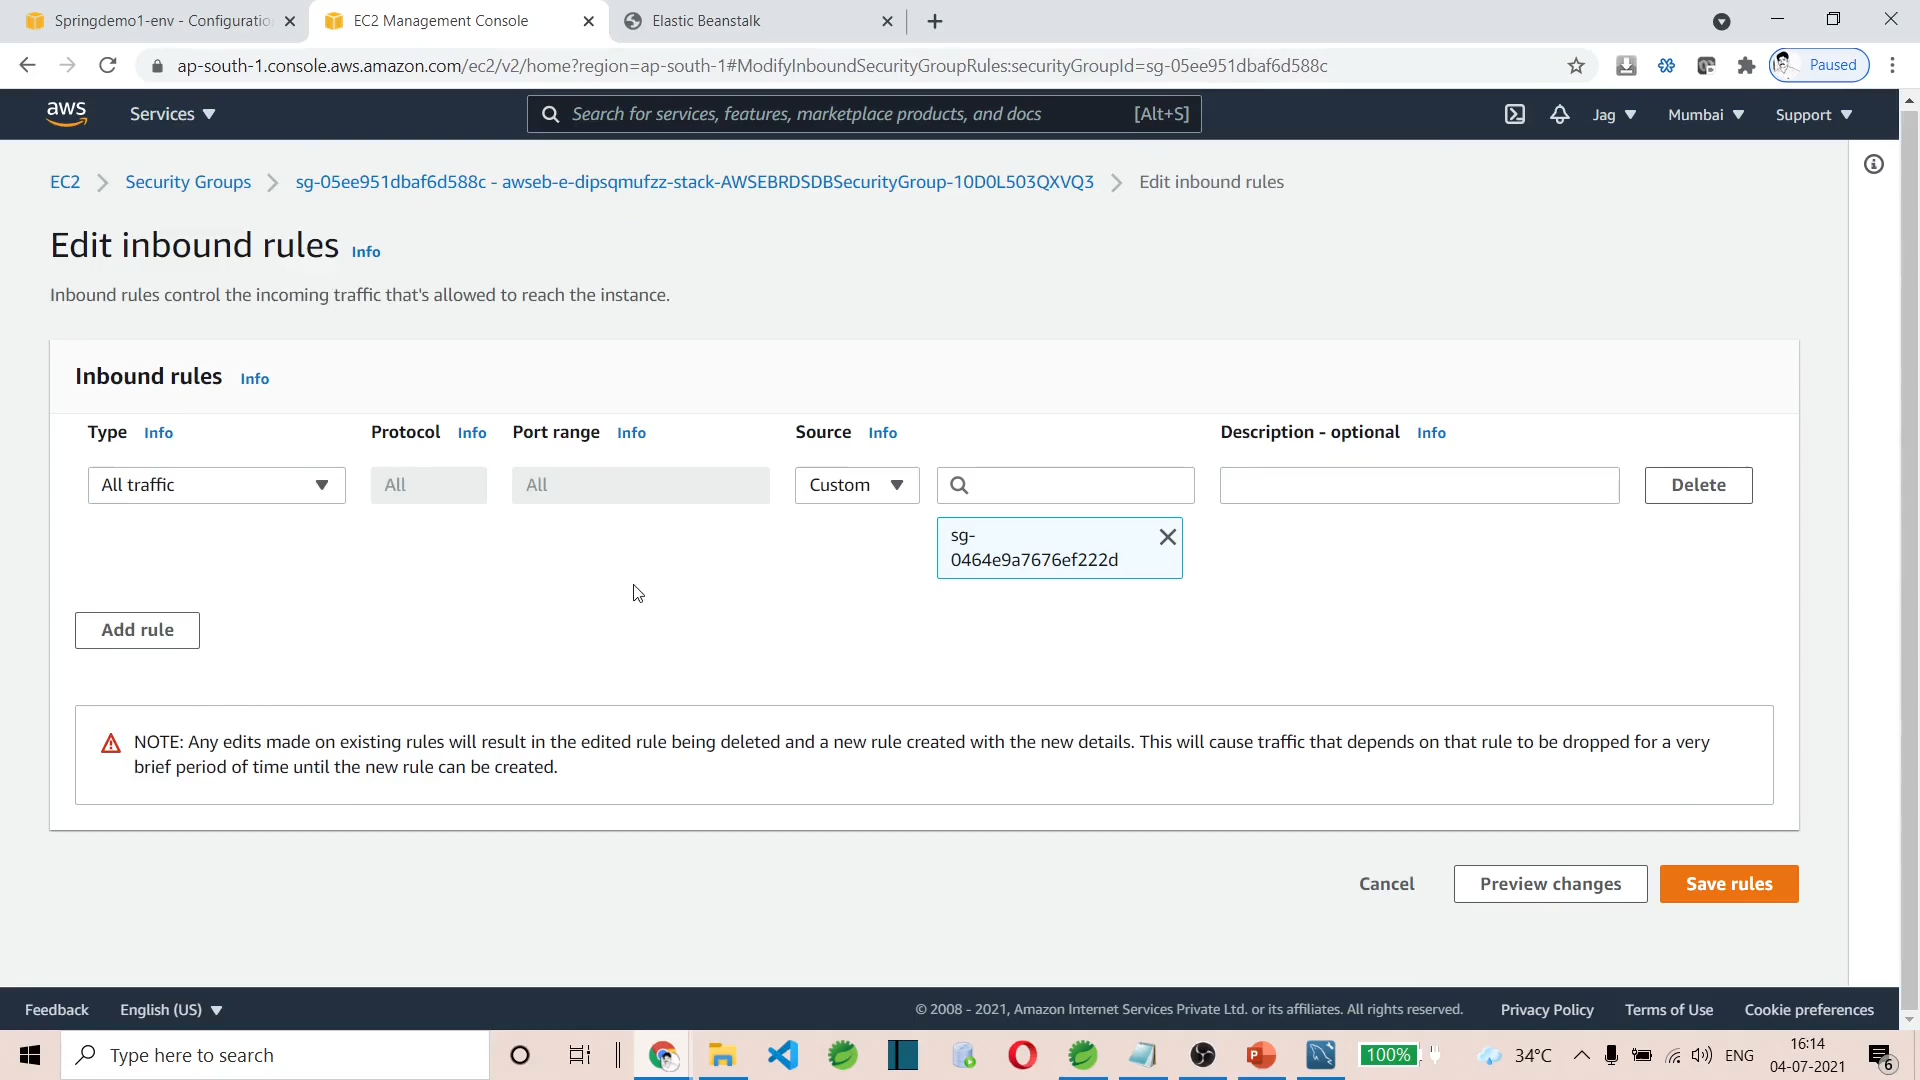 Springdemo1-env - Configuratio
EC2 Management Console
Elastic Beanstalk
ap-south-1.console.aws.amazon.com/ec2/v2/home?region=ap-south-1#ModifyInboundSecurityGroupRules:securityGroupId=sg-05ee951dbaf6d588c
Paused
aws
Services
Search for services, features, marketplace products, and docs
[Alt+S]
Jag
Mumbai
Support
EC2
Security Groups
sg-05ee951dbaf6d588c - awseb-e-dipsqmufzz-stack-AWSEBRDSDBSecurityGroup-10D0L503QXVQ3
Edit inbound rules
Edit inbound rules Info
Inbound rules control the incoming traffic that's allowed to reach the instance.
Inbound rules Info
Type Info
Protocol Info
Port range Info
Source Info
Description - optional Info
All traffic
All
All
Custom
Delete
sg-
0464e9a7676ef222d
Add rule
NOTE: Any edits made on existing rules will result in the edited rule being deleted and a new rule created with the new details. This will cause traffic that depends on that rule to be dropped for a very
brief period of time until the new rule can be created.
Cancel
Preview changes
Save rules
Feedback
English (US)
© 2008 - 2021, Amazon Internet Services Private Ltd. or its affiliates. All rights reserved.
Privacy Policy
Terms of Use
Cookie preferences
Type here to search
100%
34°C
ENG
16:14
04-07-2021
6